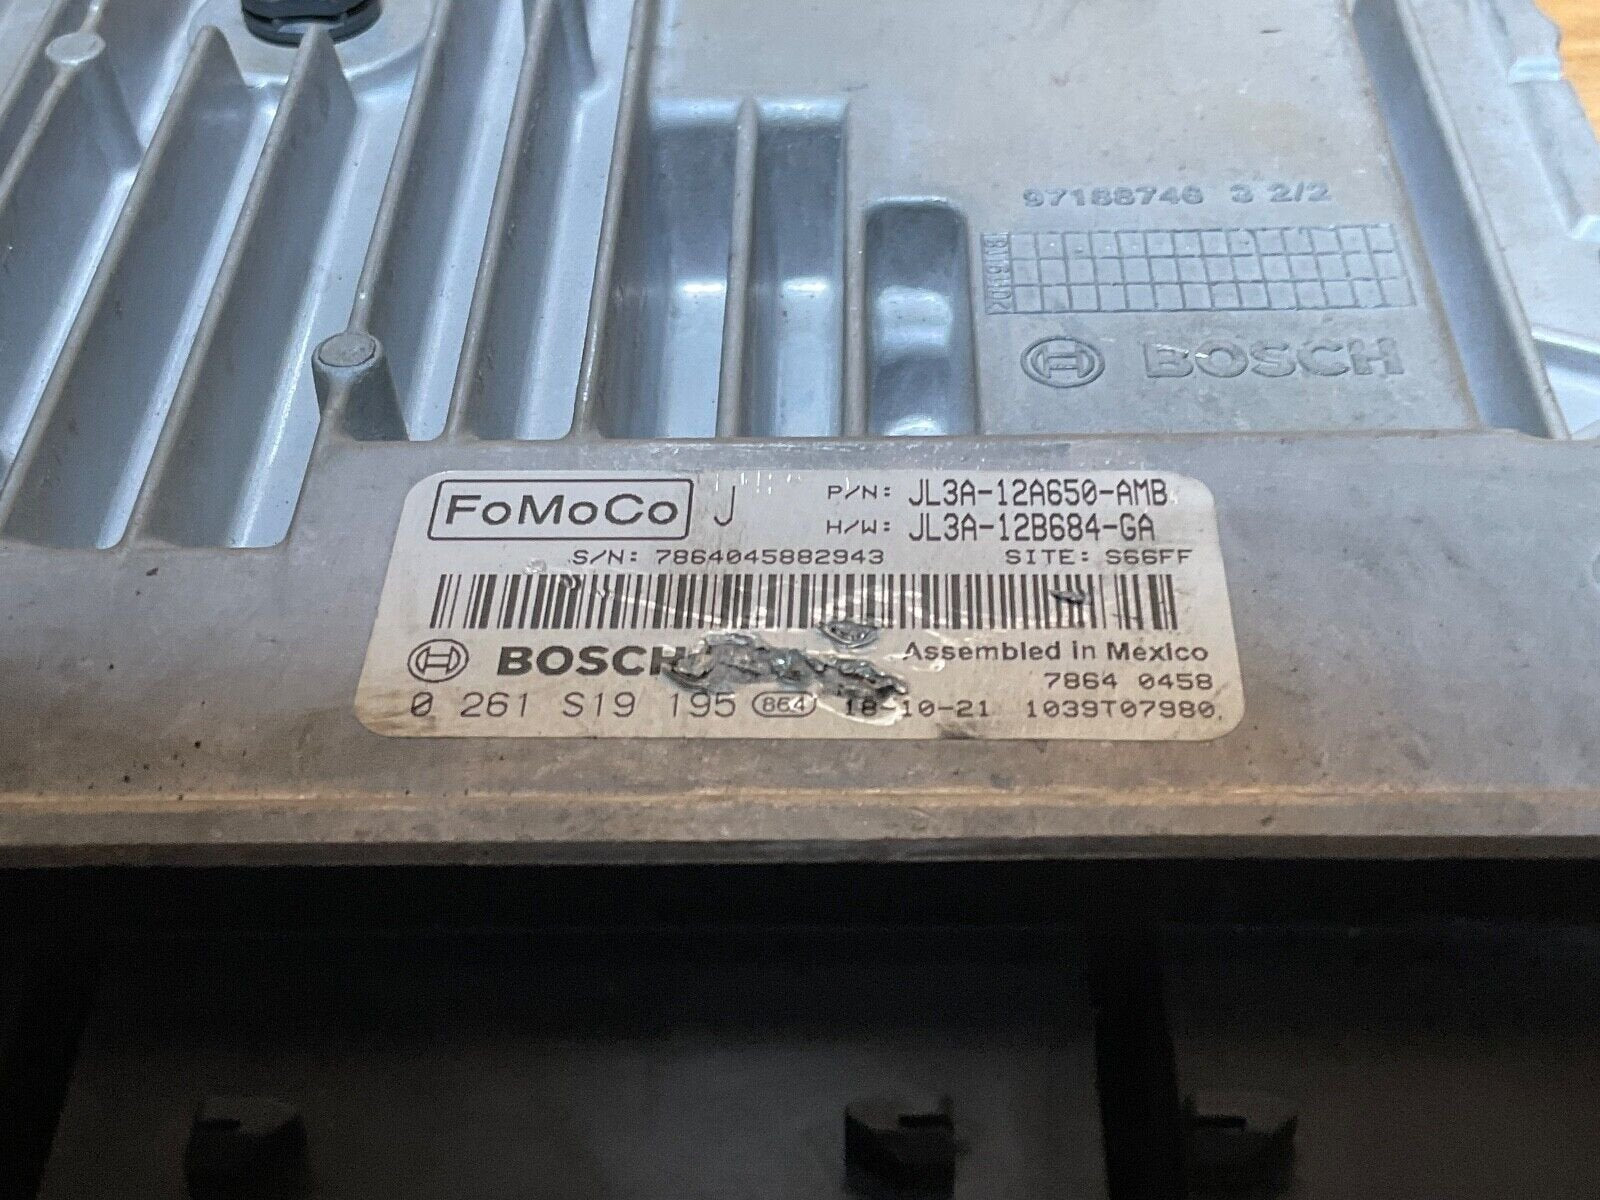 97188746 3 2/2
BOSCH
FoMoCo J P/N: JL3A-12A650-AMB
H/W: JL3A-12B684-GA
S/N: 7864045882943 SITE: S66FF
BOSCH Assembled in Mexico
7864 0458
0 261 S19 195 864 18-10-21 1039T07980